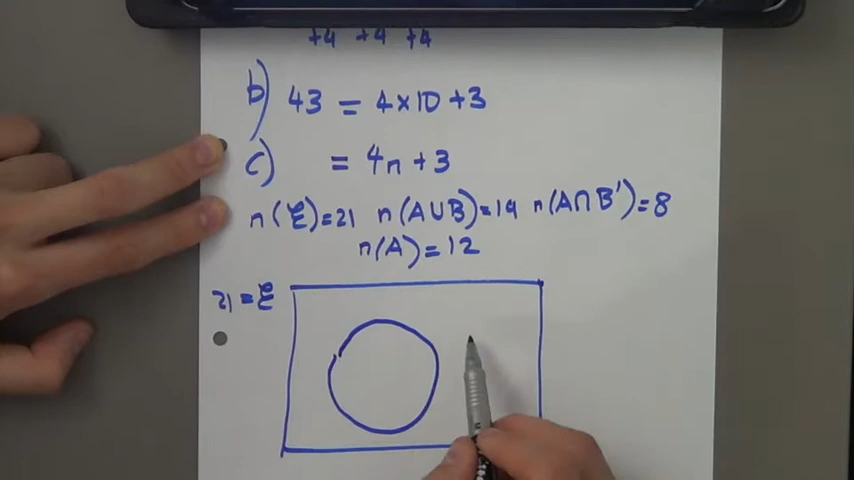 +4 +4 +4
b) 43 = 4×10+3
c) = 4n+3
n(ξ)=21 n(A∪B)=19 n(A∩B')=8
n(A)=12
21=ξ